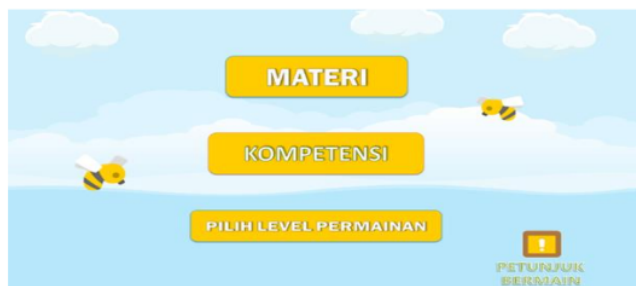 MATERI
KOMPETENSI
PILIH LEVEL PERMAINAN
!
PETUNJUK
BERMAIN